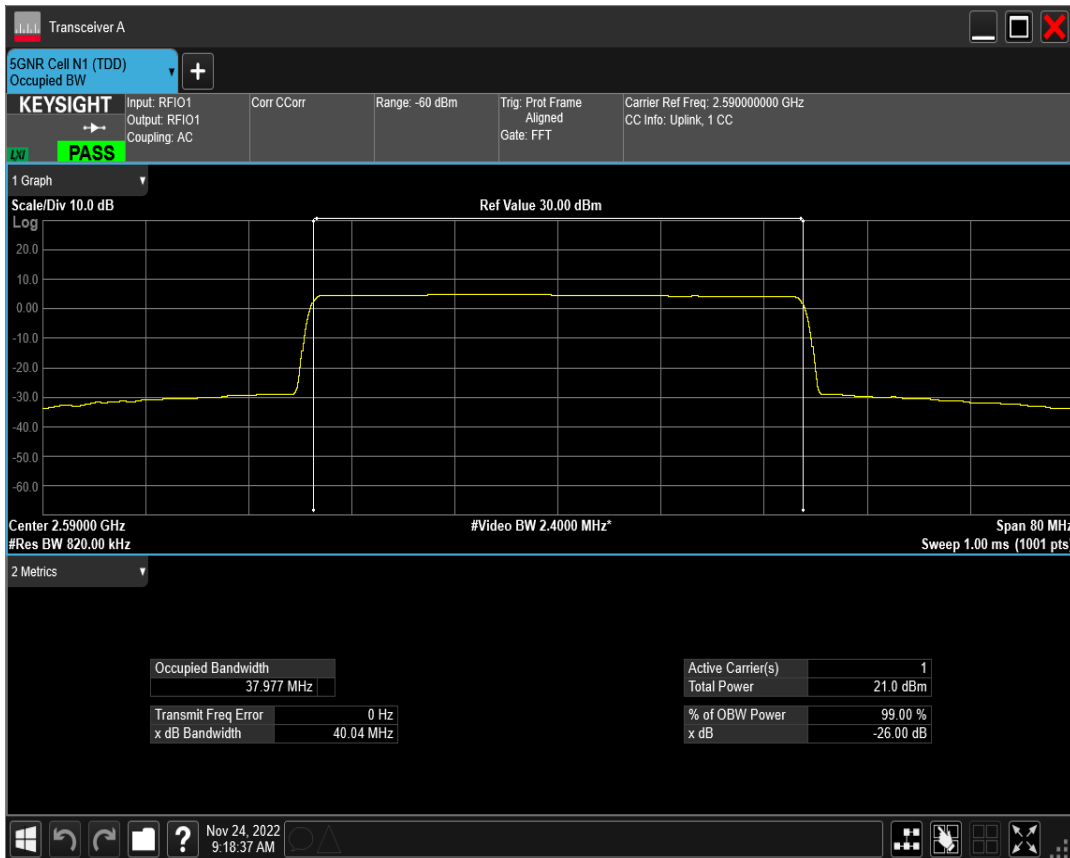 Transceiver A
5GNR Cell N1 (TDD)
Occupied BW
+
KEYSIGHT
LXI
PASS
Input: RFIO1
Output: RFIO1
Coupling: AC
Corr CCorr
Range: -60 dBm
Trig: Prot Frame
Aligned
Gate: FFT
Carrier Ref Freq: 2.590000000 GHz
CC Info: Uplink, 1 CC
1 Graph
Scale/Div 10.0 dB
Ref Value 30.00 dBm
Log
20.0
10.0
0.00
-10.0
-20.0
-30.0
-40.0
-50.0
-60.0
Center 2.59000 GHz
#Video BW 2.4000 MHz*
Span 80 MHz
#Res BW 820.00 kHz
Sweep 1.00 ms (1001 pts)
2 Metrics
Occupied Bandwidth
37.977 MHz
Transmit Freq Error 0 Hz
x dB Bandwidth 40.04 MHz
Active Carrier(s) 1
Total Power 21.0 dBm
% of OBW Power 99.00 %
x dB -26.00 dB
?
Nov 24, 2022
9:18:37 AM